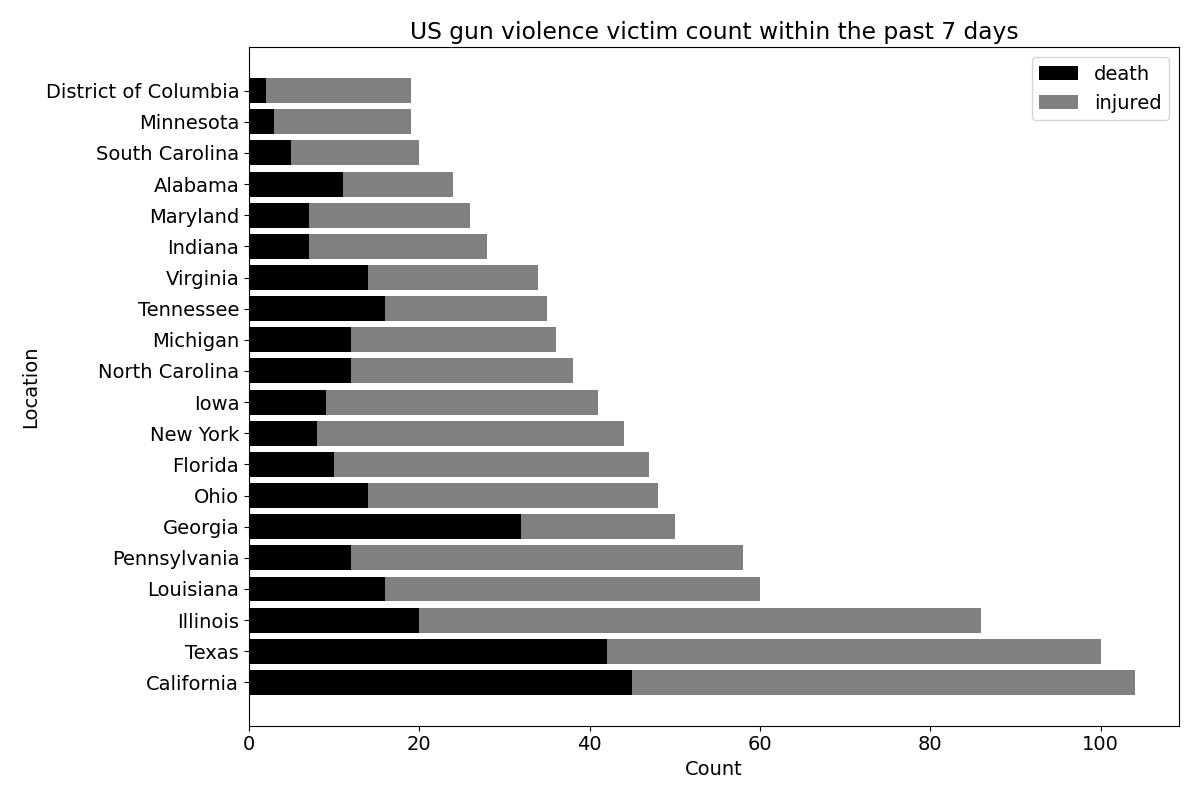 US gun violence victim count within the past 7 days
death
injured
District of Columbia
Minnesota
South Carolina
Alabama
Maryland
Indiana
Virginia
Tennessee
Michigan
North Carolina
Iowa
New York
Florida
Ohio
Georgia
Pennsylvania
Louisiana
Illinois
Texas
California
Location
0 20 40 60 80 100
Count